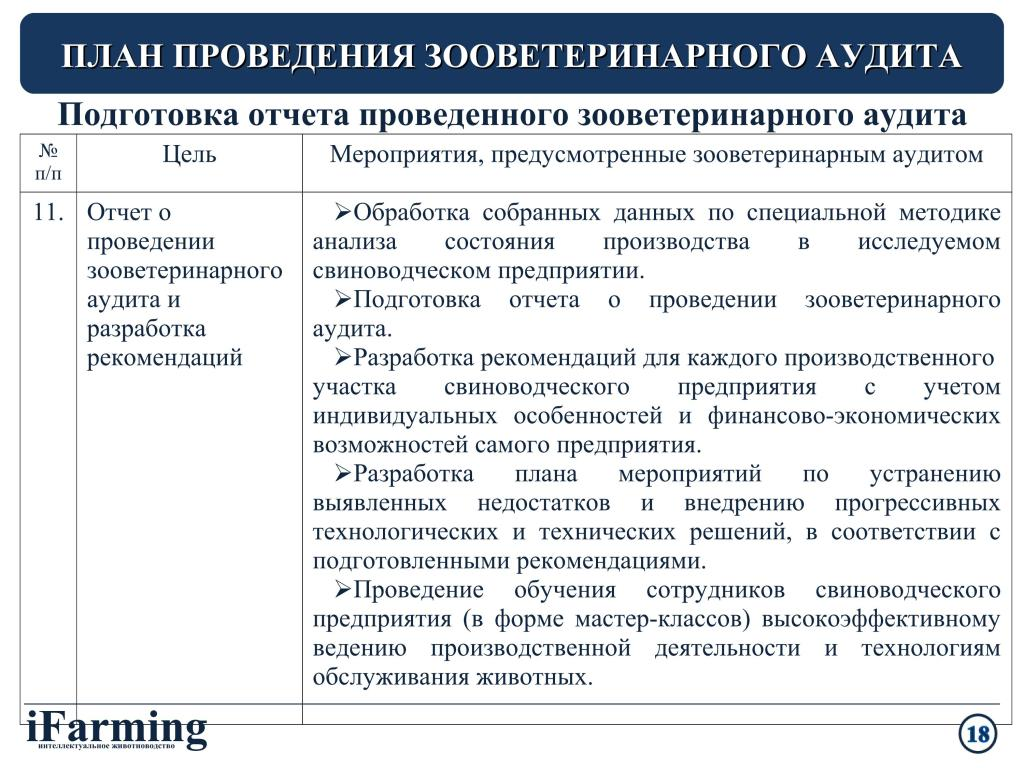 ПЛАН ПРОВЕДЕНИЯ ЗООВЕТЕРИНАРНОГО АУДИТА
Подготовка отчета проведенного зооветеринарного аудита
№ п/п
Цель
Мероприятия, предусмотренные зооветеринарным аудитом
11.
Отчет о
проведении
зооветеринарного
аудита и
разработка
рекомендаций
➢Обработка собранных данных по специальной методике
анализа состояния производства в исследуемом
свиноводческом предприятии.
➢Подготовка отчета о проведении зооветеринарного
аудита.
➢Разработка рекомендаций для каждого производственного
участка свиноводческого предприятия с учетом
индивидуальных особенностей и финансово-экономических
возможностей самого предприятия.
➢Разработка плана мероприятий по устранению
выявленных недостатков и внедрению прогрессивных
технологических и технических решений, в соответствии с
подготовленными рекомендациями.
➢Проведение обучения сотрудников свиноводческого
предприятия (в форме мастер-классов) высокоэффективному
ведению производственной деятельности и технологиям
обслуживания животных.
iFarming
интеллектуальное животноводство
18